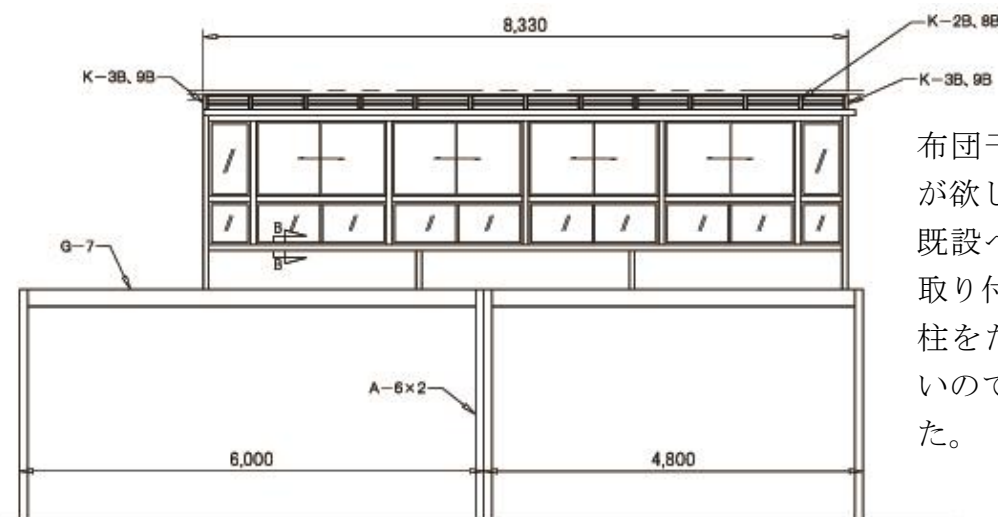 8,330
K-2B、8B
K-3B、9B
K-3B、9B
布団干
が欲し
既設へ
取り付
柱をた
いので
た。
B
B
G-7
A-6×2
6,000
4,800